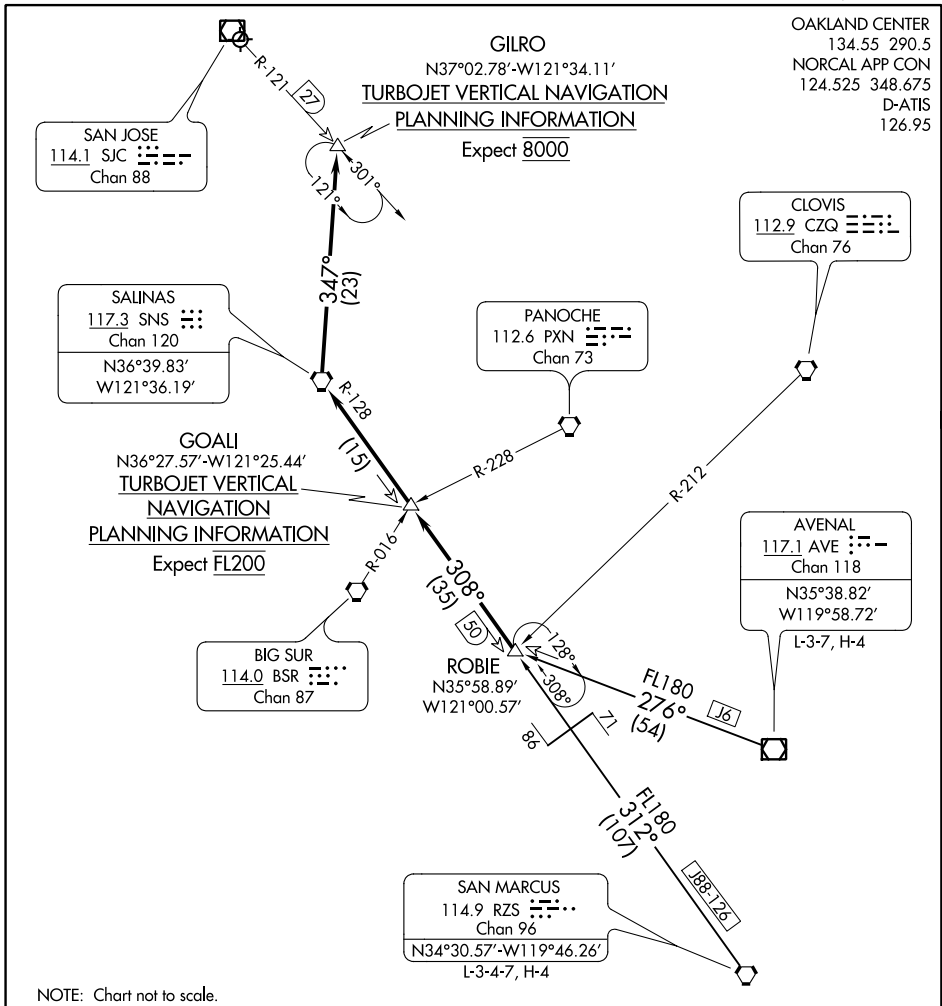 OAKLAND CENTER
134.55 290.5
NORCAL APP CON
124.525 348.675
D-ATIS
126.95
GILRO
N37°02.78'-W121°34.11'
TURBOJET VERTICAL NAVIGATION
PLANNING INFORMATION
Expect 8000
R-121
27
SAN JOSE
114.1 SJC
Chan 88
121°
301°
CLOVIS
112.9 CZQ
Chan 76
347°
(23)
SALINAS
117.3 SNS
Chan 120
N36°39.83'
W121°36.19'
PANOCHE
112.6 PXN
Chan 73
R-128
(15)
GOALI
N36°27.57'-W121°25.44'
TURBOJET VERTICAL
NAVIGATION
PLANNING INFORMATION
Expect FL200
R-228
R-212
R-016
AVENAL
117.1 AVE
Chan 118
N35°38.82'
W119°58.72'
L-3-7, H-4
308°
(35)
50
BIG SUR
114.0 BSR
Chan 87
ROBIE
N35°58.89'
W121°00.57'
128°
308°
FL180
276°
(54)
J6
86
71
FL180
312°
(107)
J88-126
SAN MARCUS
114.9 RZS
Chan 96
N34°30.57'-W119°46.26'
L-3-4-7, H-4
NOTE: Chart not to scale.